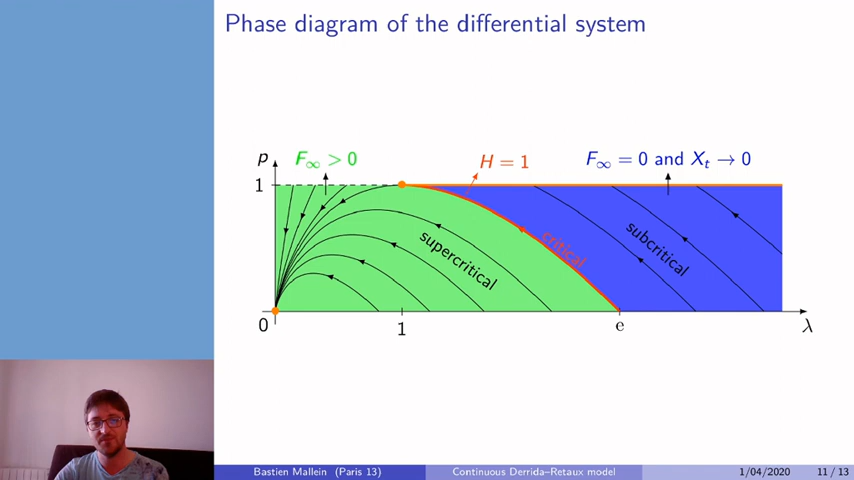 Phase diagram of the differential system
p
F∞ > 0
H = 1
F∞ = 0 and Xt → 0
1
supercritical
critical
subcritical
0
1
e
λ
Bastien Mallein (Paris 13)
Continuous Derrida–Retaux model
1/04/2020
11 / 13